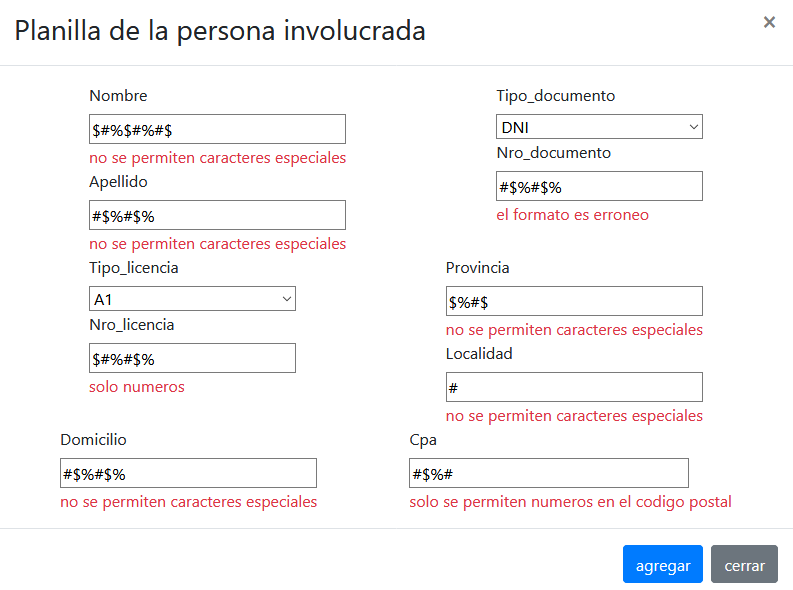 Planilla de la persona involucrada
×
Nombre
$#%$#%#$
no se permiten caracteres especiales
Apellido
#$%#$%
no se permiten caracteres especiales
Tipo_documento
DNI
Nro_documento
#$%#$%
el formato es erroneo
Tipo_licencia
A1
Nro_licencia
$#%#$%
solo numeros
Provincia
$%#$
no se permiten caracteres especiales
Localidad
#
no se permiten caracteres especiales
Domicilio
#$%#$%
no se permiten caracteres especiales
Cpa
#$%#
solo se permiten numeros en el codigo postal
agregar
cerrar